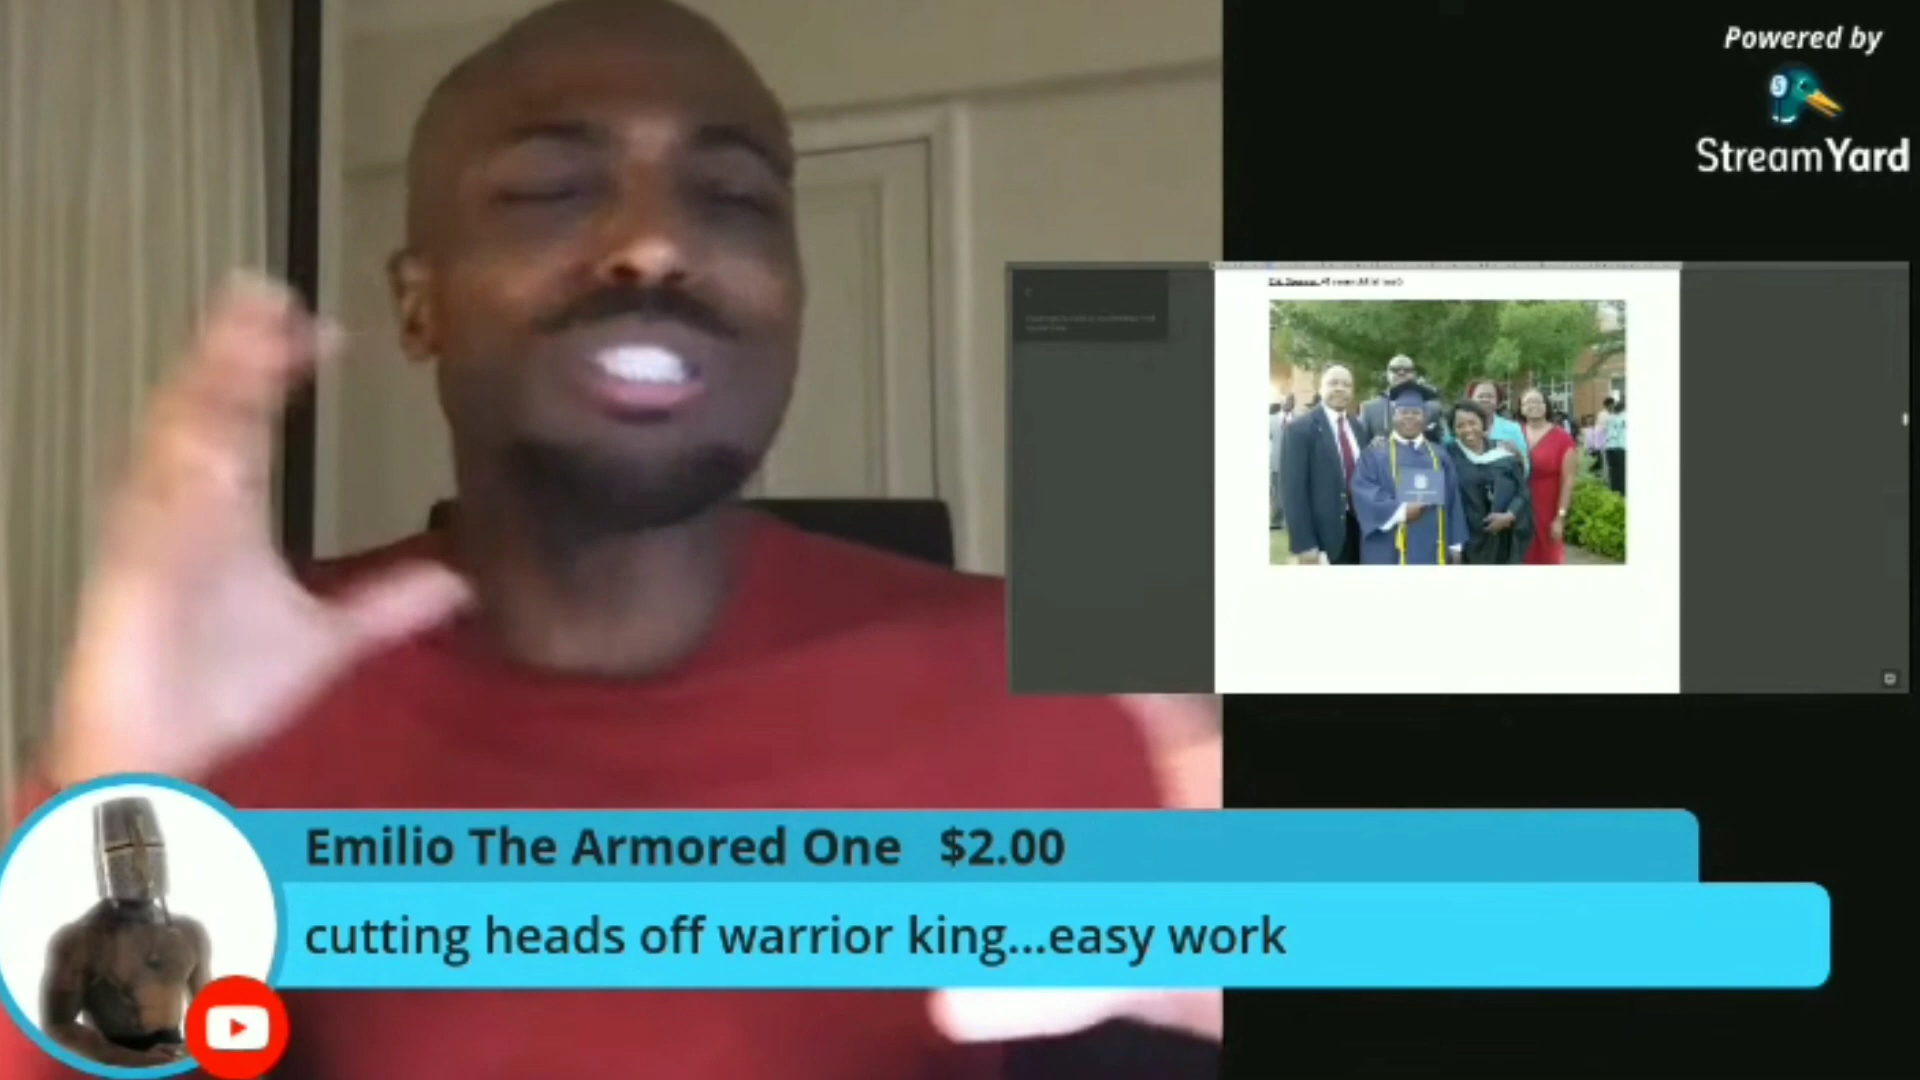 Powered by
StreamYard
Emilio The Armored One $2.00
cutting heads off warrior king...easy work